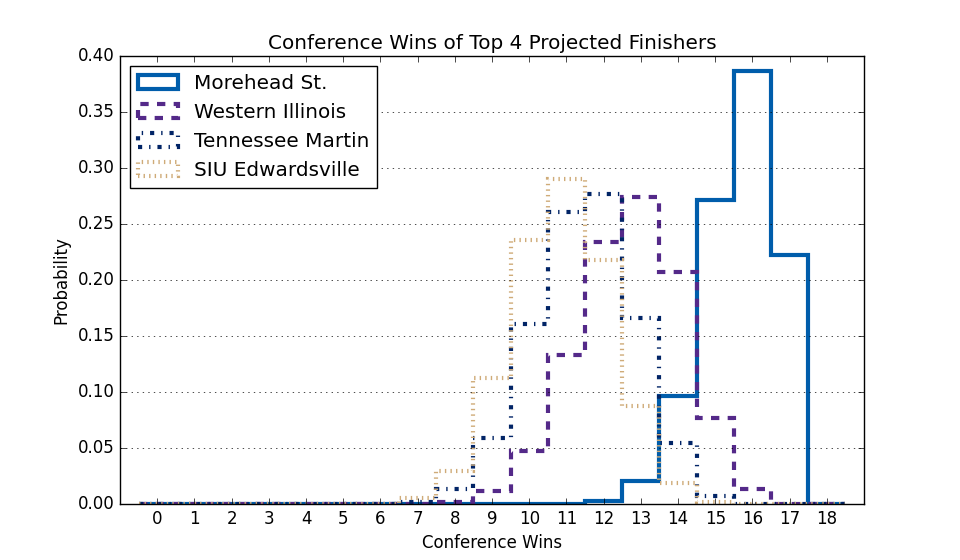 Conference Wins of Top 4 Projected Finishers
Morehead St.
Western Illinois
Tennessee Martin
SIU Edwardsville
Probability
0.40
0.35
0.30
0.25
0.20
0.15
0.10
0.05
0.00
0 1 2 3 4 5 6 7 8 9 10 11 12 13 14 15 16 17 18
Conference Wins